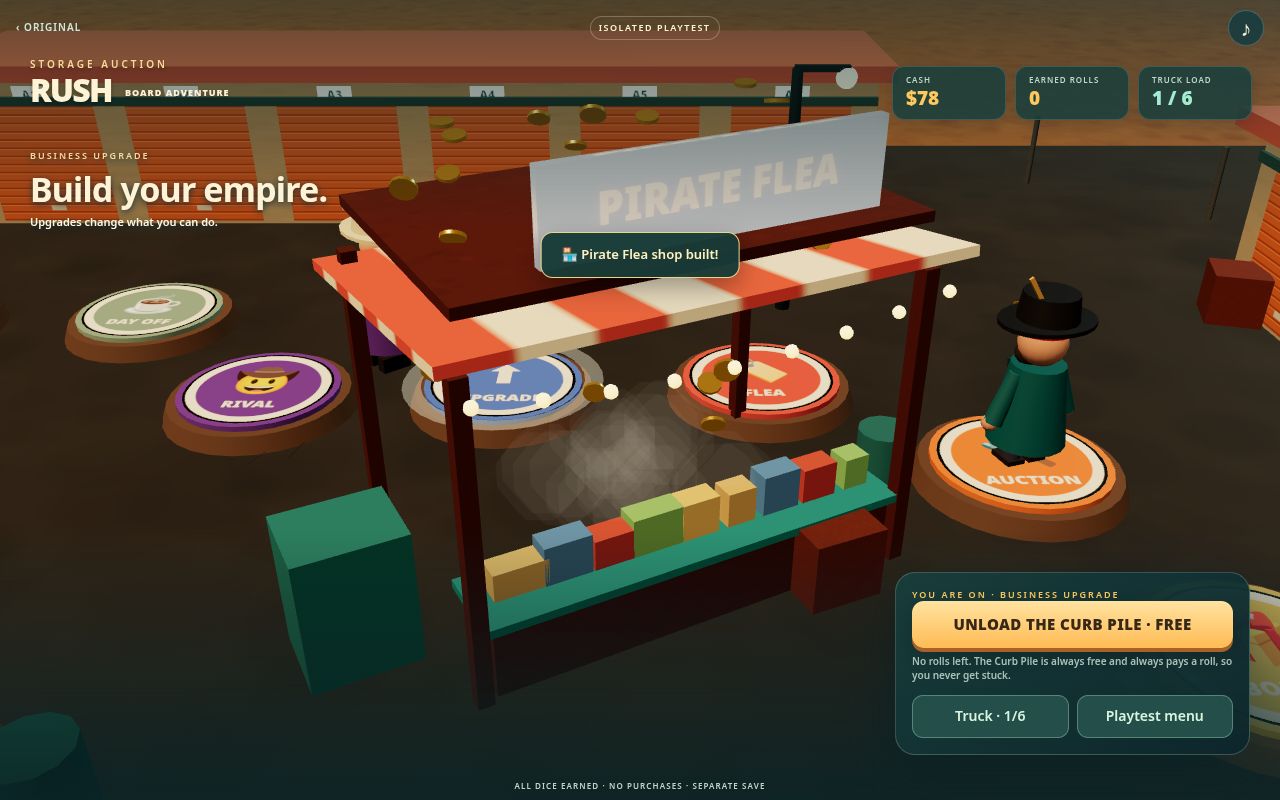 ‹ ORIGINAL
ISOLATED PLAYTEST
♪
STORAGE AUCTION
RUSH BOARD ADVENTURE
A3
A4
A5
CASH
$78
EARNED ROLLS
0
TRUCK LOAD
1 / 6
BUSINESS UPGRADE
Build your empire.
Upgrades change what you can do.
PIRATE FLEA
🏪 Pirate Flea shop built!
DAY OFF
RIVAL
PGRADE
FLEA
AUCTION
YOU ARE ON · BUSINESS UPGRADE
UNLOAD THE CURB PILE · FREE
No rolls left. The Curb Pile is always free and always pays a roll, so
you never get stuck.
Truck · 1/6
Playtest menu
ALL DICE EARNED · NO PURCHASES · SEPARATE SAVE